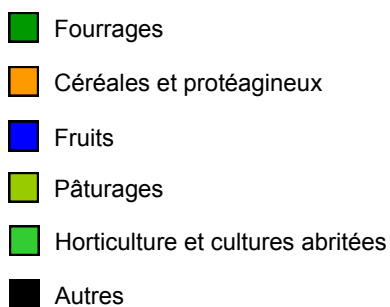 Fourrages
Céréales et protéagineux
Fruits
Pâturages
Horticulture et cultures abritées
Autres